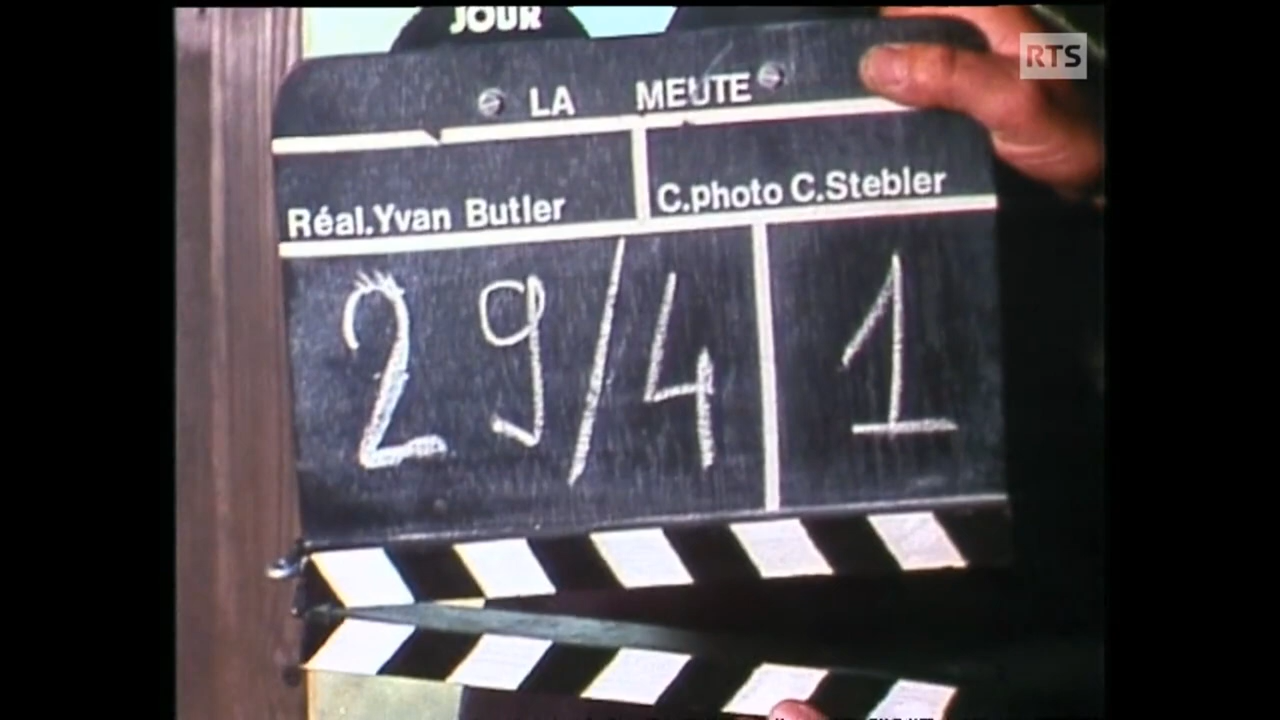 JOUR
RTS
LA MEUTE
Réal.Yvan Butler
C.photo C.Stebler
29/4
1